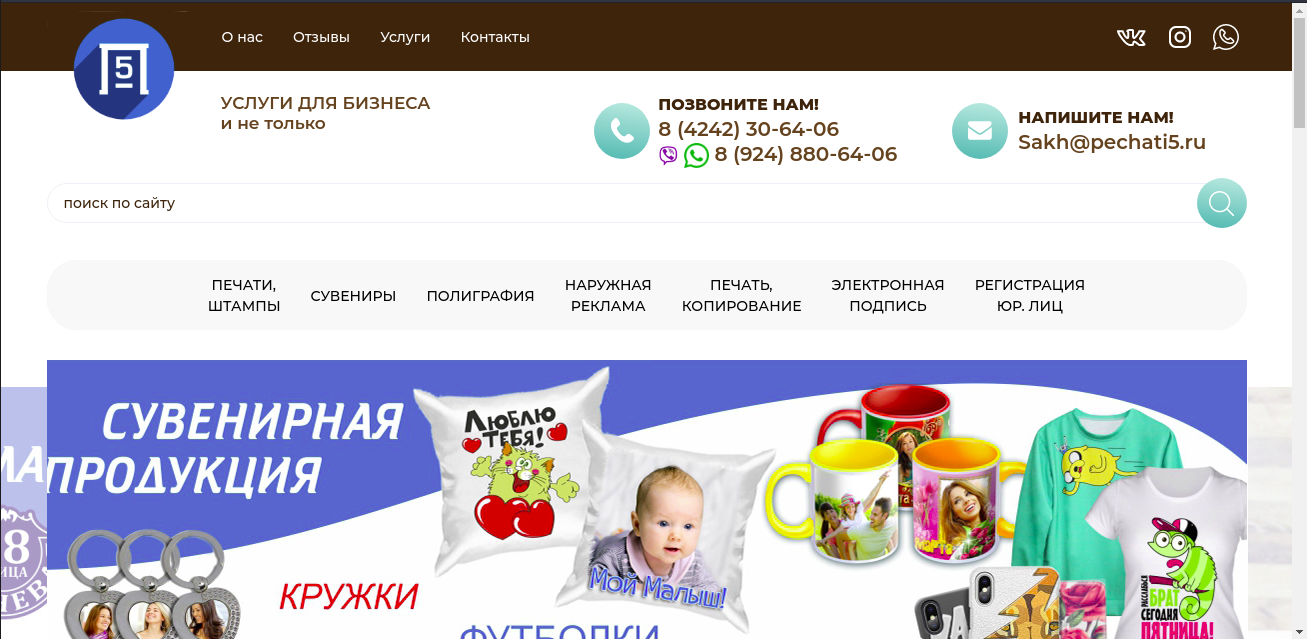 О нас Отзывы Услуги Контакты
П5
УСЛУГИ ДЛЯ БИЗНЕСА
и не только
ПОЗВОНИТЕ НАМ!
8 (4242) 30-64-06
8 (924) 880-64-06
НАПИШИТЕ НАМ!
Sakh@pechati5.ru
поиск по сайту
ПЕЧАТИ,
ШТАМПЫ
СУВЕНИРЫ
ПОЛИГРАФИЯ
НАРУЖНАЯ
РЕКЛАМА
ПЕЧАТЬ,
КОПИРОВАНИЕ
ЭЛЕКТРОННАЯ
ПОДПИСЬ
РЕГИСТРАЦИЯ
ЮР. ЛИЦ
СУВЕНИРНАЯ
ПРОДУКЦИЯ
Люблю
тебя!
Мой Малыш!
КРУЖКИ
ФУТБОЛКИ
РАССЛАБЬСЯ
БРАТ
СЕГОДНЯ
ПЯТНИЦА!